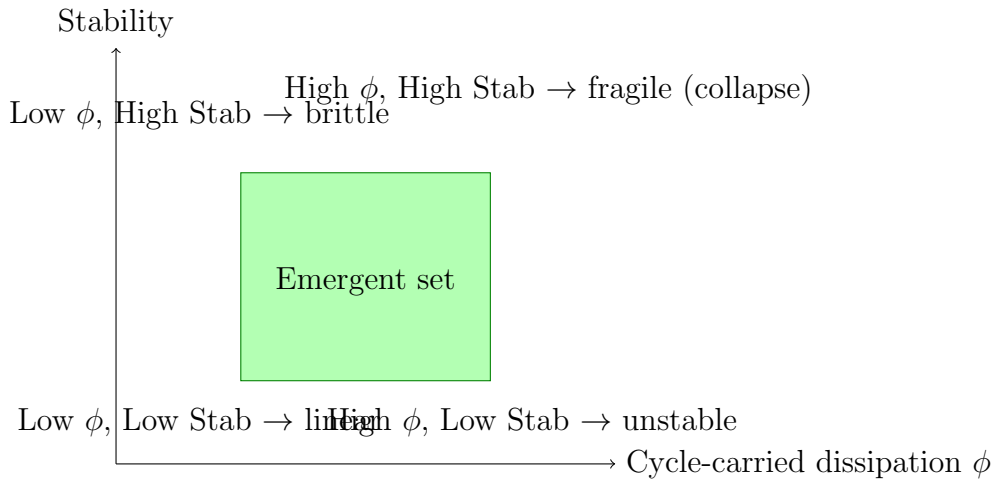 Stability
High ϕ, High Stab → fragile (collapse)
Low ϕ, High Stab → brittle
Emergent set
Low ϕ, Low Stab → linear
High ϕ, Low Stab → unstable
Cycle-carried dissipation ϕ